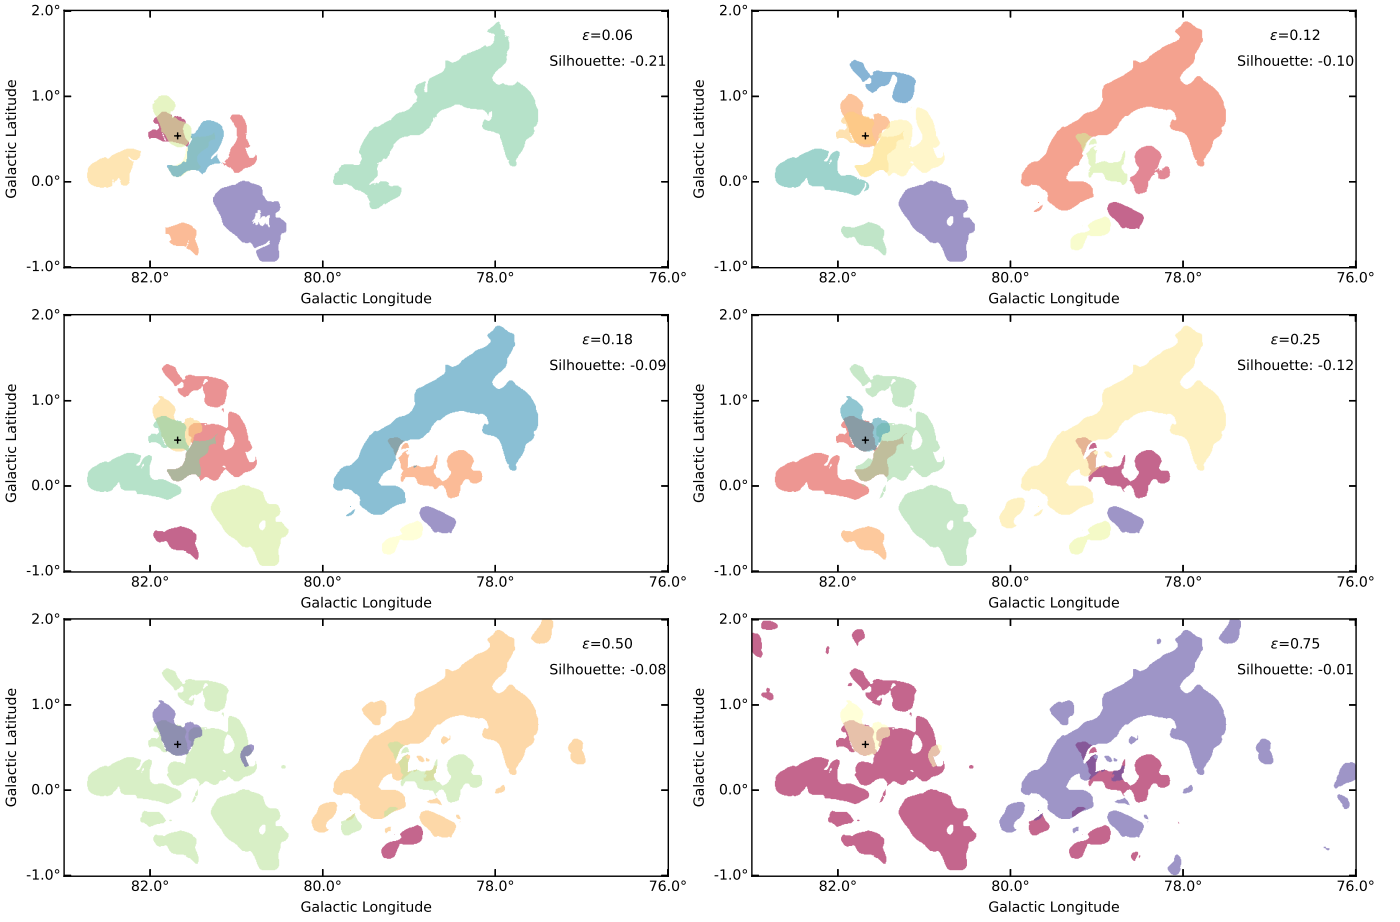 2.0°
1.0°
0.0°
-1.0°
Galactic Latitude
ε=0.06
Silhouette: -0.21
82.0°
80.0°
78.0°
76.0°
Galactic Longitude
2.0°
1.0°
0.0°
-1.0°
Galactic Latitude
ε=0.12
Silhouette: -0.10
82.0°
80.0°
78.0°
76.0°
Galactic Longitude
2.0°
1.0°
0.0°
-1.0°
Galactic Latitude
ε=0.18
Silhouette: -0.09
82.0°
80.0°
78.0°
76.0°
Galactic Longitude
2.0°
1.0°
0.0°
-1.0°
Galactic Latitude
ε=0.25
Silhouette: -0.12
82.0°
80.0°
78.0°
76.0°
Galactic Longitude
2.0°
1.0°
0.0°
-1.0°
Galactic Latitude
ε=0.50
Silhouette: -0.08
82.0°
80.0°
78.0°
76.0°
Galactic Longitude
2.0°
1.0°
0.0°
-1.0°
Galactic Latitude
ε=0.75
Silhouette: -0.01
82.0°
80.0°
78.0°
76.0°
Galactic Longitude